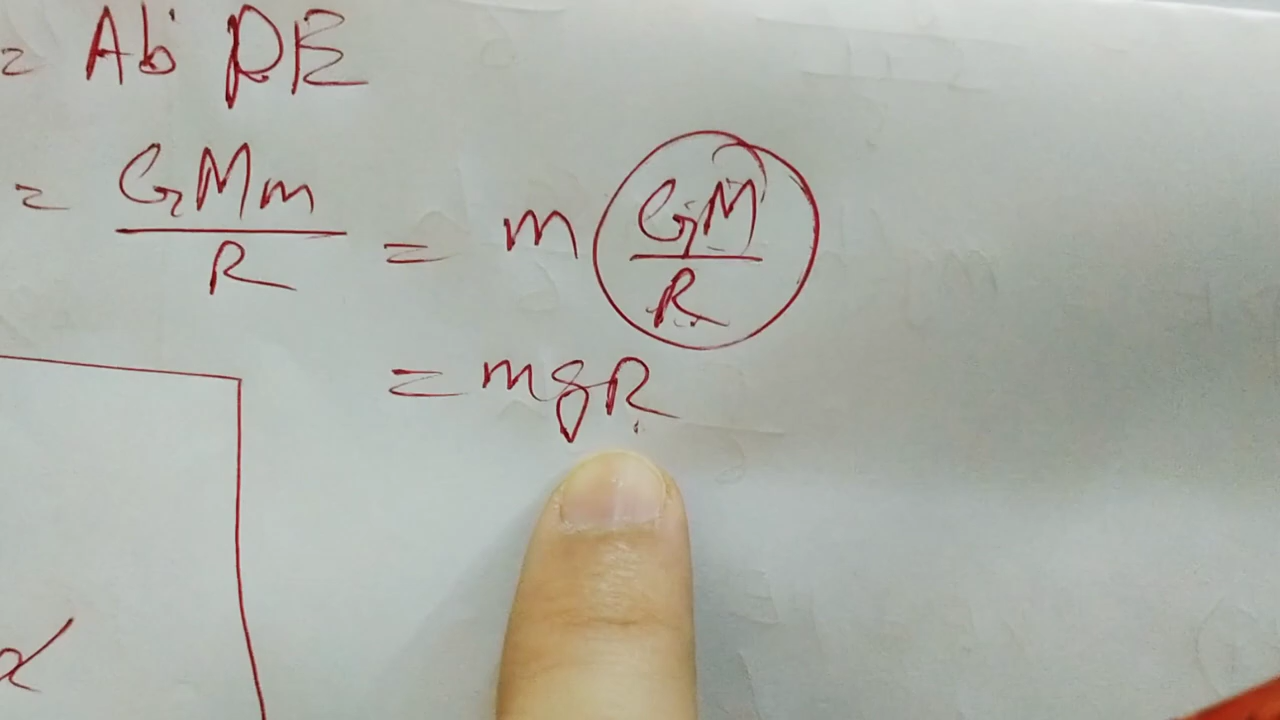 = Ab PE
= GMm/R = m (GM/R)
= mgR
x